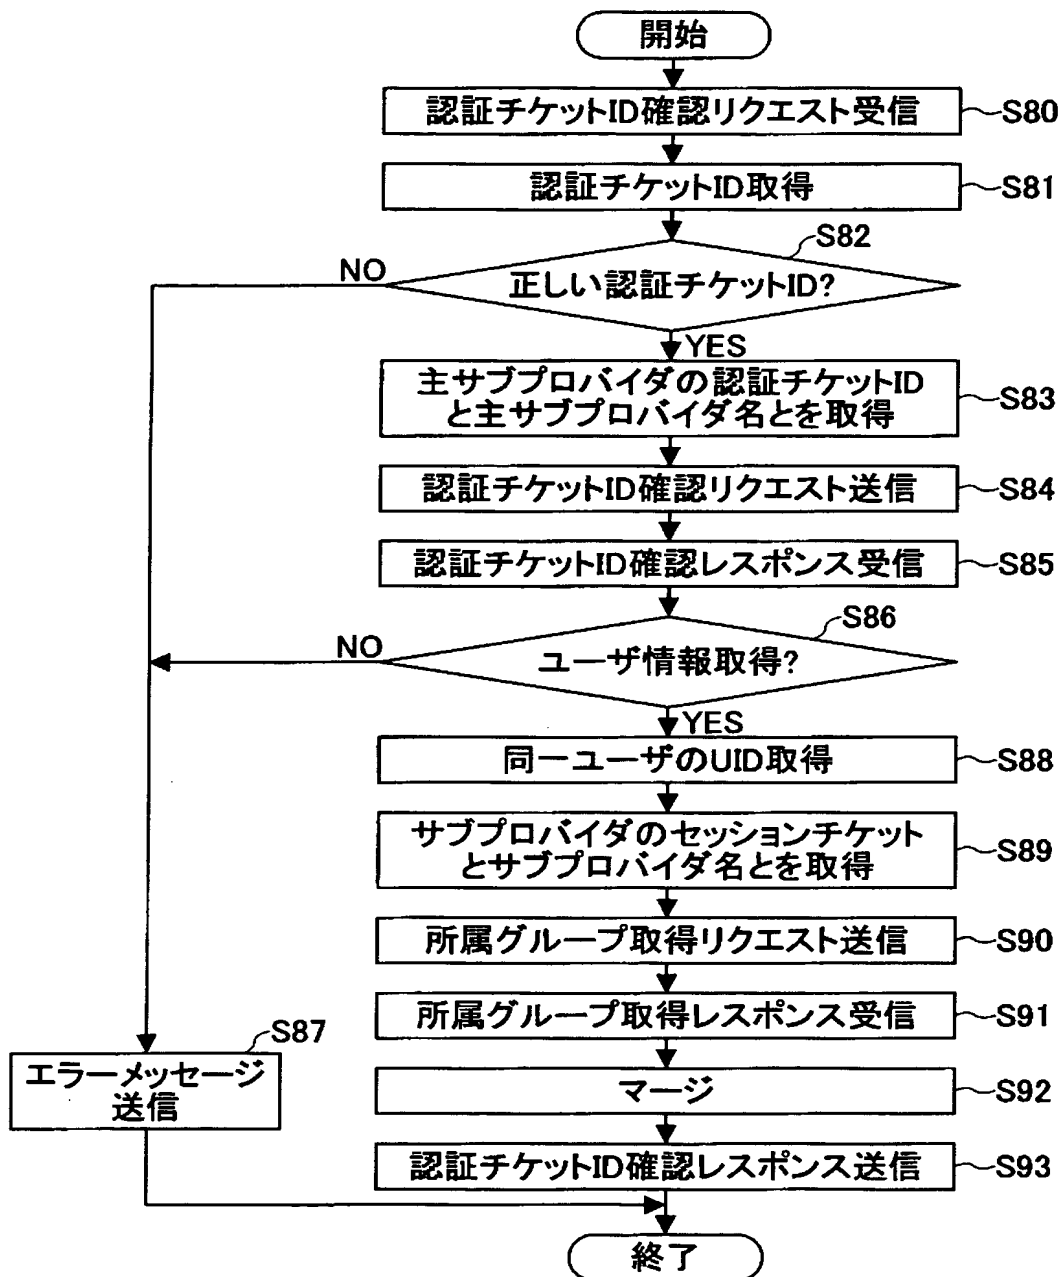 開始
認証チケットID確認リクエスト受信
S80
認証チケットID取得
S81
S82
NO
正しい認証チケットID?
YES
主サブプロバイダの認証チケットID
と主サブプロバイダ名とを取得
S83
認証チケットID確認リクエスト送信
S84
認証チケットID確認レスポンス受信
S85
S86
NO
ユーザ情報取得?
YES
同一ユーザのUID取得
S88
サブプロバイダのセッションチケット
とサブプロバイダ名とを取得
S89
所属グループ取得リクエスト送信
S90
所属グループ取得レスポンス受信
S91
S87
エラーメッセージ
送信
マージ
S92
認証チケットID確認レスポンス送信
S93
終了